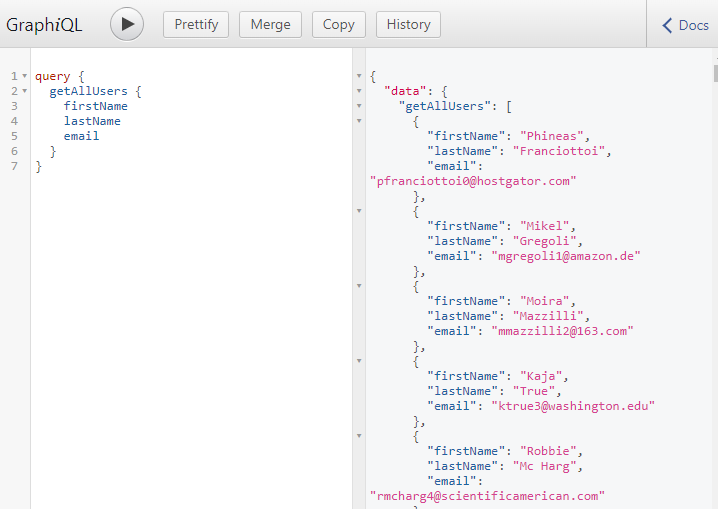 GraphiQL Prettify Merge Copy History Docs
1 query {
2 getAllUsers {
3 firstName
4 lastName
5 email
6 }
7 }
{
"data": {
"getAllUsers": [
{
"firstName": "Phineas",
"lastName": "Franciottoi",
"email":
"pfranciottoi0@hostgator.com"
},
{
"firstName": "Mikel",
"lastName": "Gregoli",
"email": "mgregoli1@amazon.de"
},
{
"firstName": "Moira",
"lastName": "Mazzilli",
"email": "mmazzilli2@163.com"
},
{
"firstName": "Kaja",
"lastName": "True",
"email": "ktrue3@washington.edu"
},
{
"firstName": "Robbie",
"lastName": "Mc Harg",
"email":
"rmcharg4@scientificamerican.com"